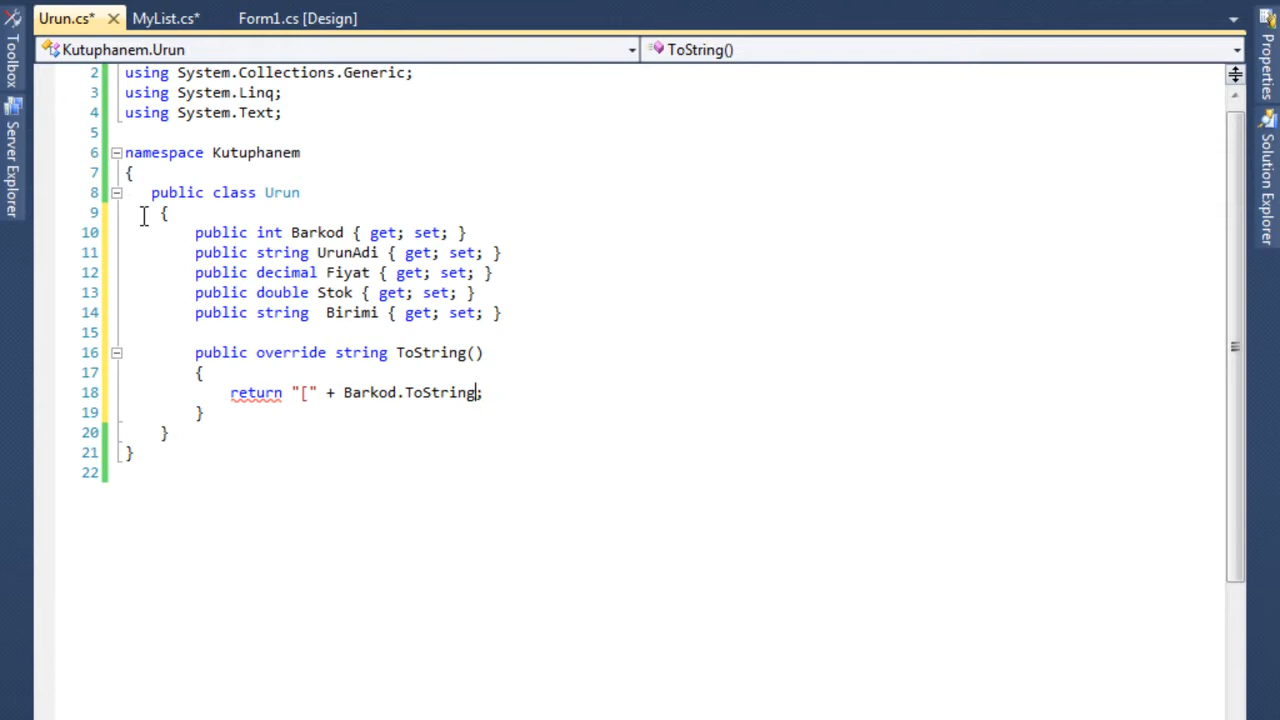 Urun.cs* MyList.cs* Form1.cs [Design]
Kutuphanem.Urun ToString()
Toolbox
Server Explorer
2 using System.Collections.Generic;
3 using System.Linq;
4 using System.Text;
5
6 namespace Kutuphanem
7 {
8 public class Urun
9 {
10 public int Barkod { get; set; }
11 public string UrunAdi { get; set; }
12 public decimal Fiyat { get; set; }
13 public double Stok { get; set; }
14 public string  Birimi { get; set; }
15
16 public override string ToString()
17 {
18 return "[" + Barkod.ToString;
19 }
20 }
21 }
22
Properties
Solution Explorer